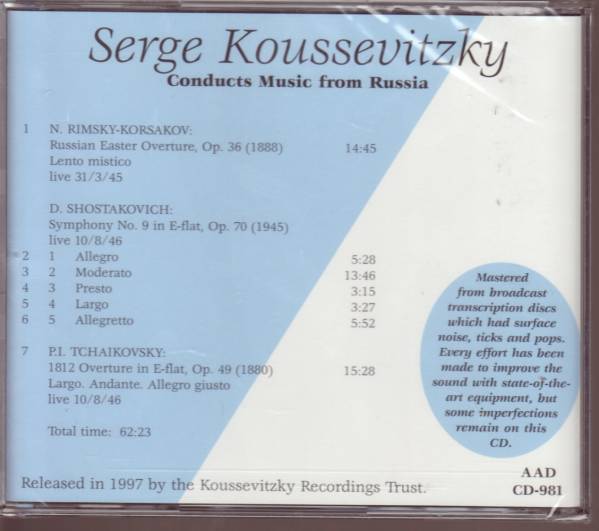 Serge Koussevitzky
Conducts Music from Russia
1 N. RIMSKY-KORSAKOV:
Russian Easter Overture, Op. 36 (1888) 14:45
Lento mistico
live 31/3/45
D. SHOSTAKOVICH:
Symphony No. 9 in E-flat, Op. 70 (1945)
live 10/8/46
2 1 Allegro 5:28
3 2 Moderato 13:46
4 3 Presto 3:15
5 4 Largo 3:27
6 5 Allegretto 5:52
7 P.I. TCHAIKOVSKY:
1812 Overture in E-flat, Op. 49 (1880) 15:28
Largo. Andante. Allegro giusto
live 10/8/46
Total time: 62:23
Mastered
from broadcast
transcription discs
which had surface
noise, ticks and pops.
Every effort has been
made to improve the
sound with state-of-the-
art equipment, but
some imperfections
remain on this
CD.
Released in 1997 by the Koussevitzky Recordings Trust.
AAD
CD-981